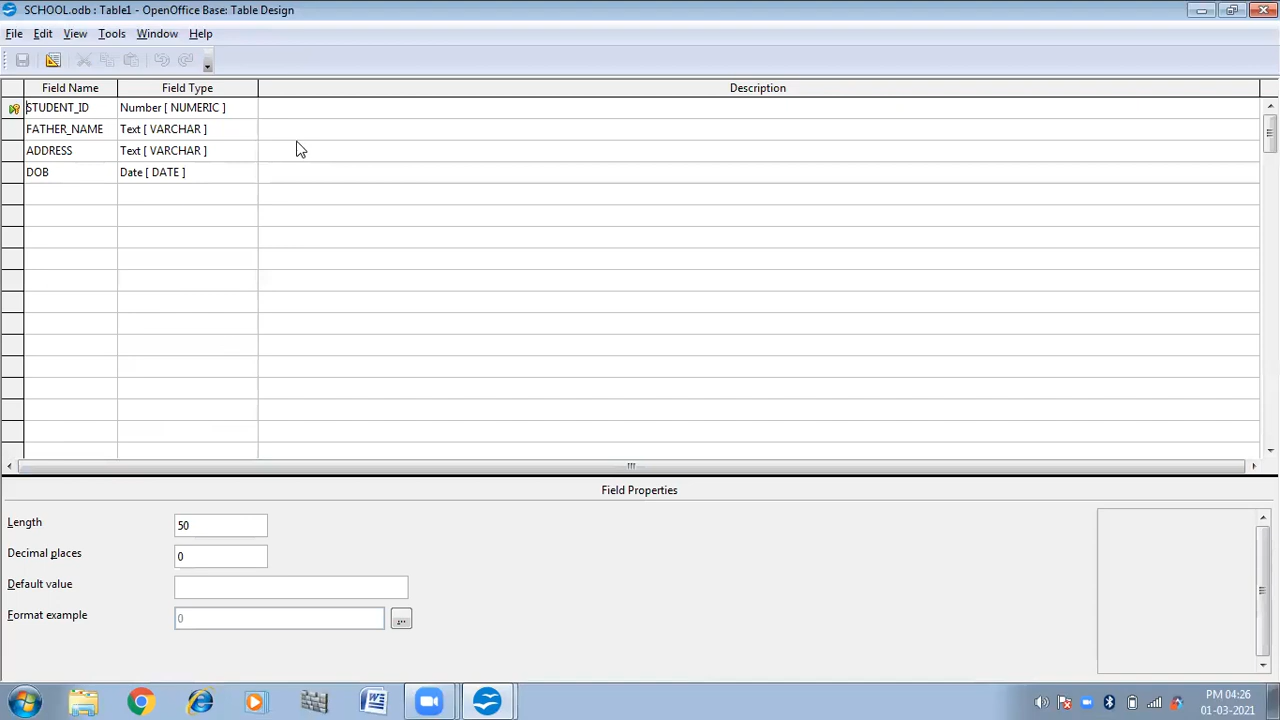 SCHOOL.odb : Table1 - OpenOffice Base: Table Design
File Edit View Tools Window Help
Field Name Field Type Description
STUDENT_ID Number [ NUMERIC ]
FATHER_NAME Text [ VARCHAR ]
ADDRESS Text [ VARCHAR ]
DOB Date [ DATE ]
Field Properties
Length 50
Decimal places 0
Default value
Format example 0
...
PM 04:26
01-03-2021